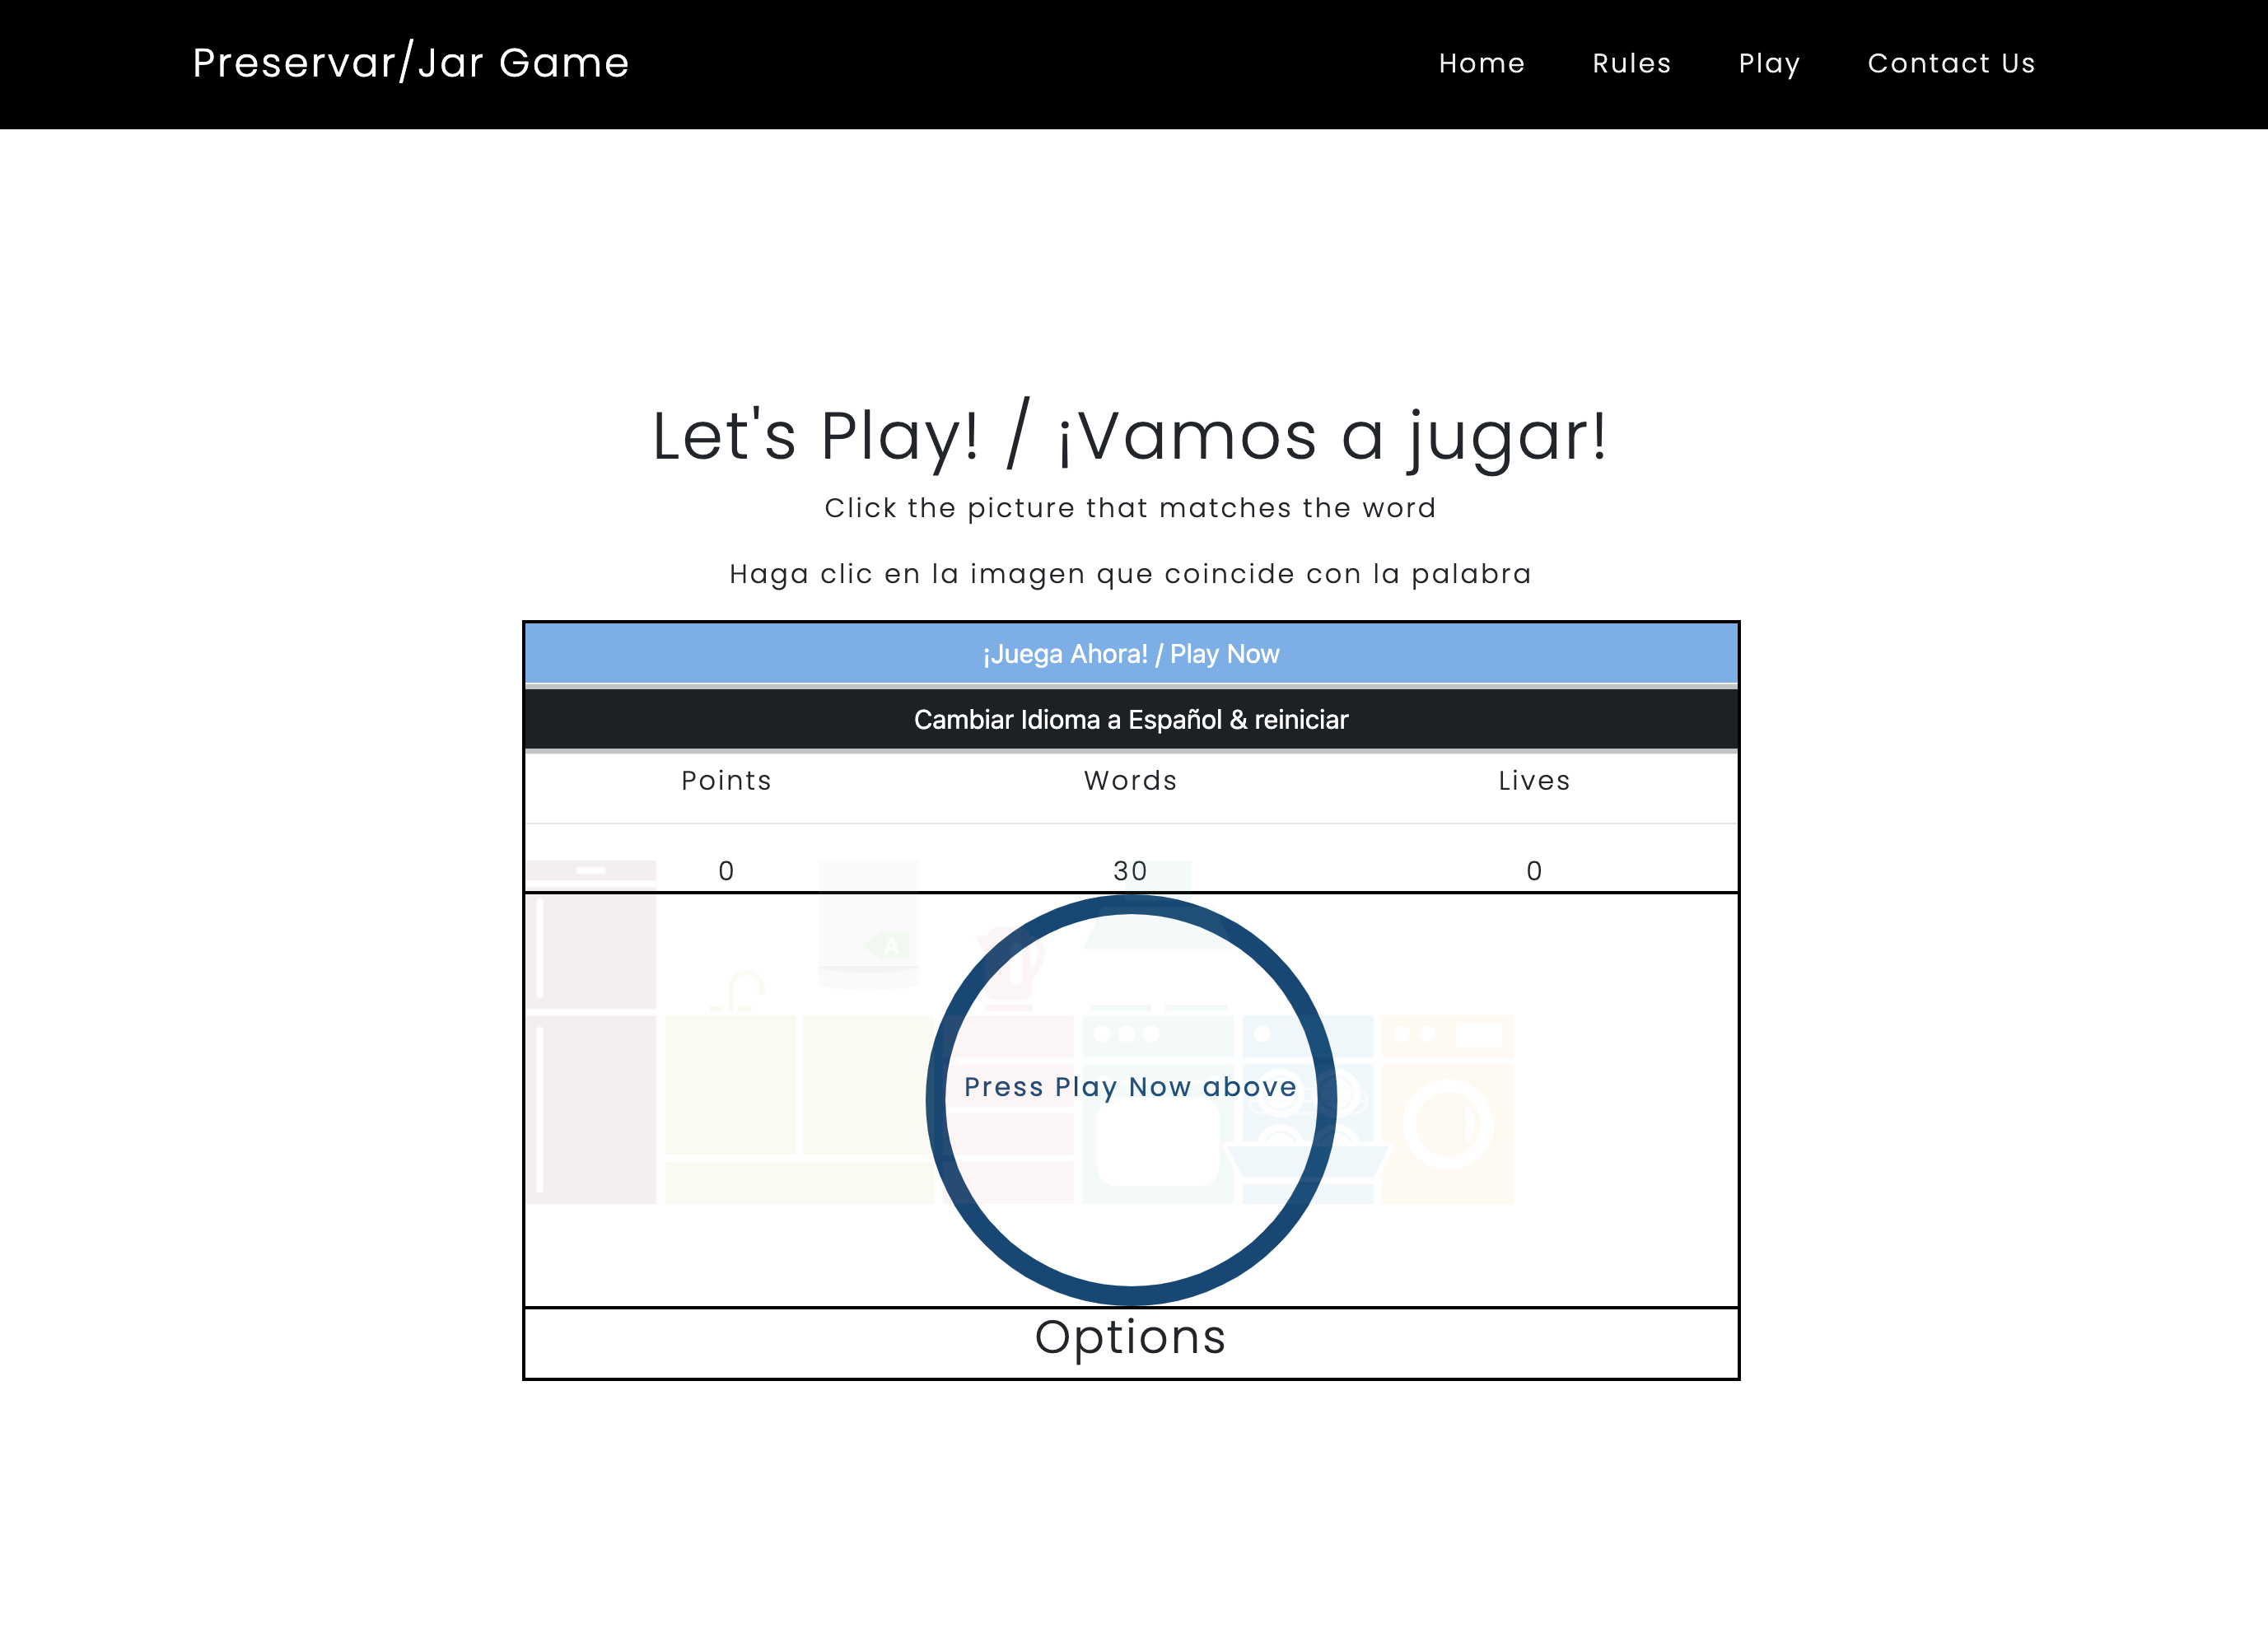 Preservar/Jar Game
Home Rules Play Contact Us
Let's Play! / ¡Vamos a jugar!
Click the picture that matches the word
Haga clic en la imagen que coincide con la palabra
¡Juega Ahora! / Play Now
Cambiar Idioma a Español & reiniciar
Points Words Lives
0 30 0
A
Press Play Now above
Options